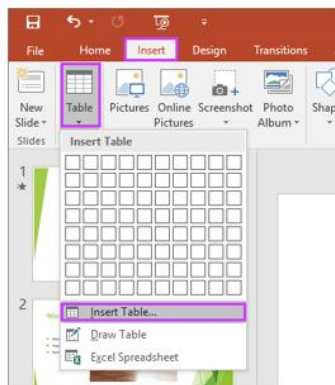 File Home Insert Design Transitions
New Slide Table Pictures Online Pictures Screenshot Photo Album
Slides
Insert Table
1
2
Insert Table...
Draw Table
Excel Spreadsheet